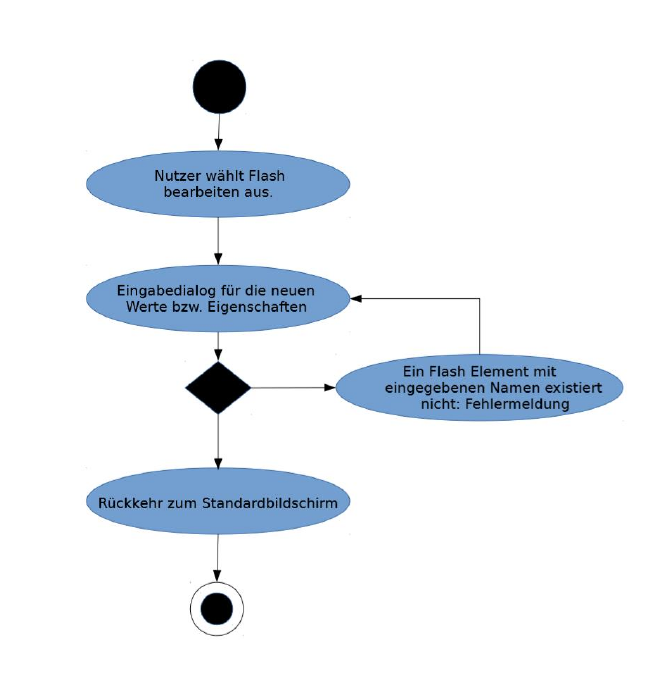 Nutzer wählt Flash
bearbeiten aus.
Eingabedialog für die neuen
Werte bzw. Eigenschaften
Ein Flash Element mit
eingegebenen Namen existiert
nicht: Fehlermeldung
Rückkehr zum Standardbildschirm